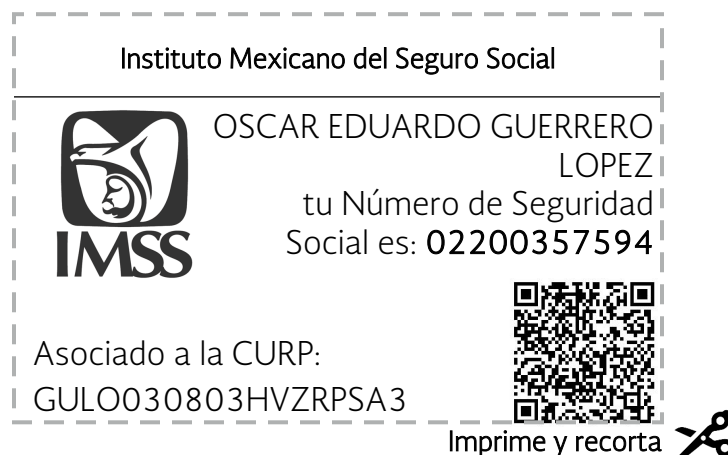 Instituto Mexicano del Seguro Social
OSCAR EDUARDO GUERRERO
LOPEZ
tu Número de Seguridad
Social es: 02200357594
IMSS
Asociado a la CURP:
GULO030803HVZRPSA3
Imprime y recorta